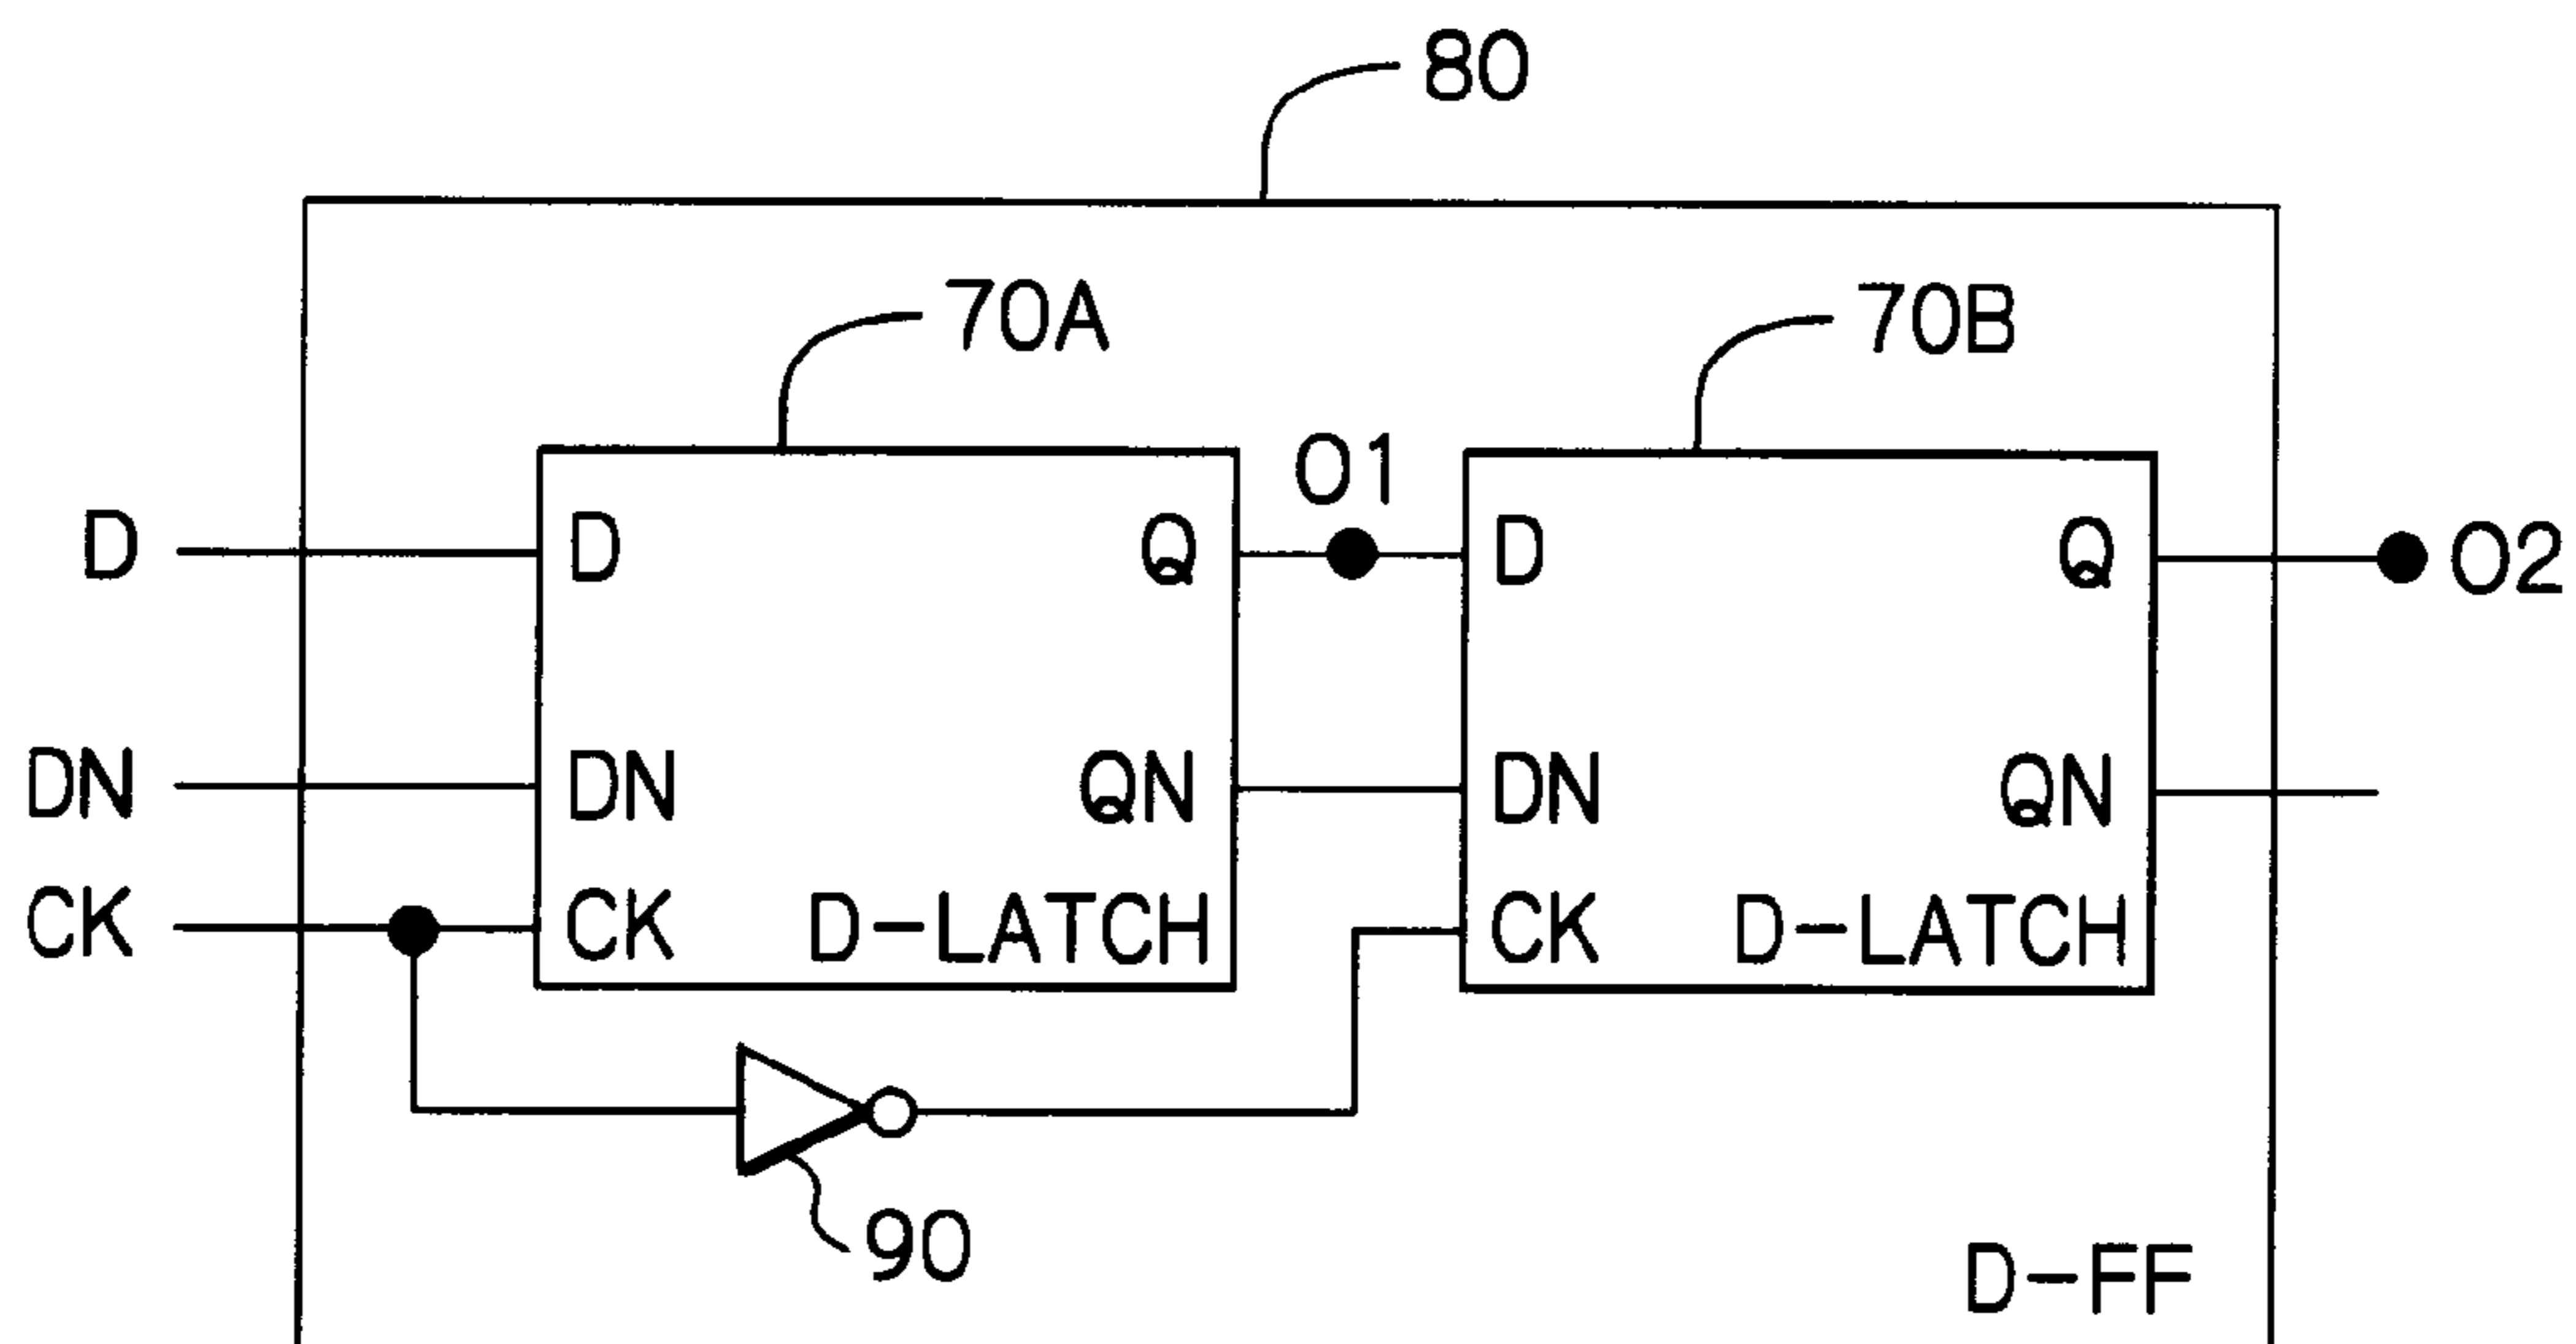 80
70A
70B
O1
D
D
Q
D
Q
O2
DN
DN
QN
DN
QN
CK
CK
D-LATCH
CK
D-LATCH
90
D-FF